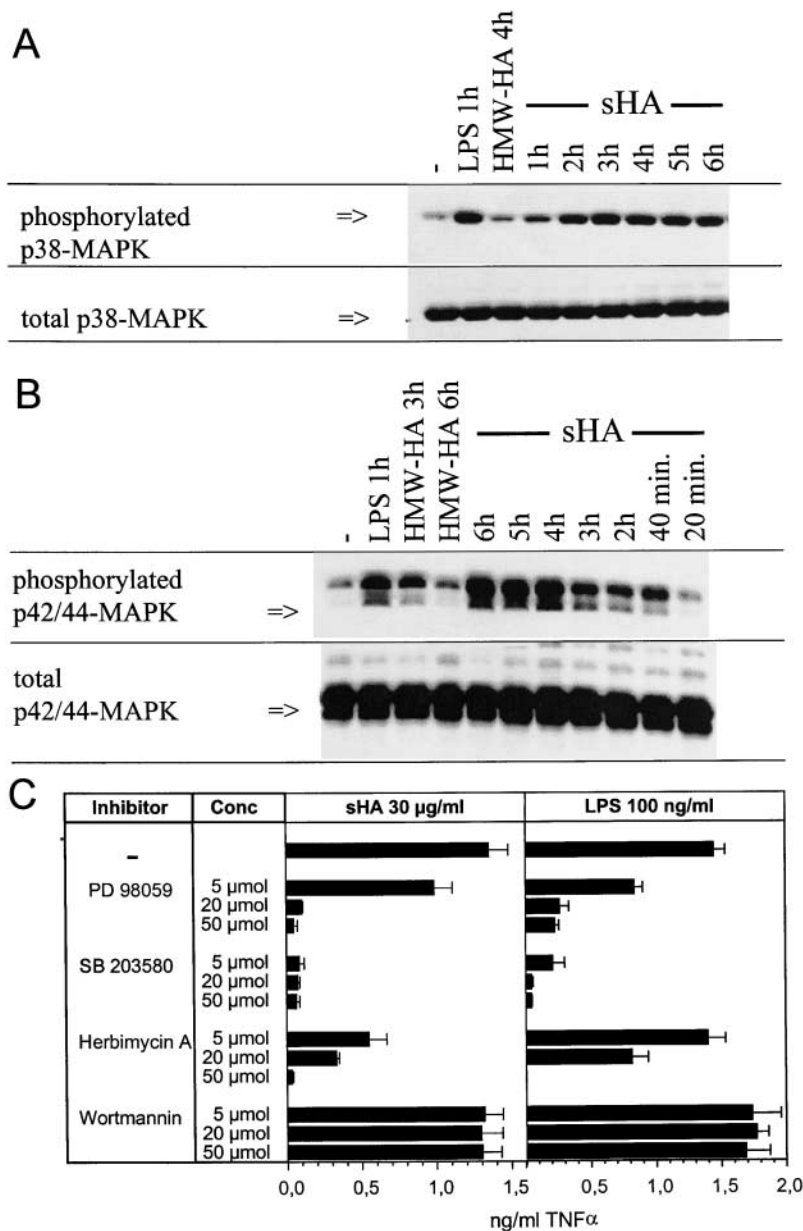 A
-
LPS 1h
HMW-HA 4h
sHA
1h
2h
3h
4h
5h
6h
phosphorylated =>
p38-MAPK
total p38-MAPK =>
B
-
LPS 1h
HMW-HA 3h
HMW-HA 6h
sHA
6h
5h
4h
3h
2h
40 min.
20 min.
phosphorylated
p42/44-MAPK =>
total
p42/44-MAPK =>
C
Inhibitor Conc sHA 30 µg/ml LPS 100 ng/ml
-
PD 98059 5 µmol
20 µmol
50 µmol
SB 203580 5 µmol
20 µmol
50 µmol
Herbimycin A 5 µmol
20 µmol
50 µmol
Wortmannin 5 µmol
20 µmol
50 µmol
0,0 0,5 1,0 1,5 0,5 1,0 1,5 2,0
ng/ml TNFα